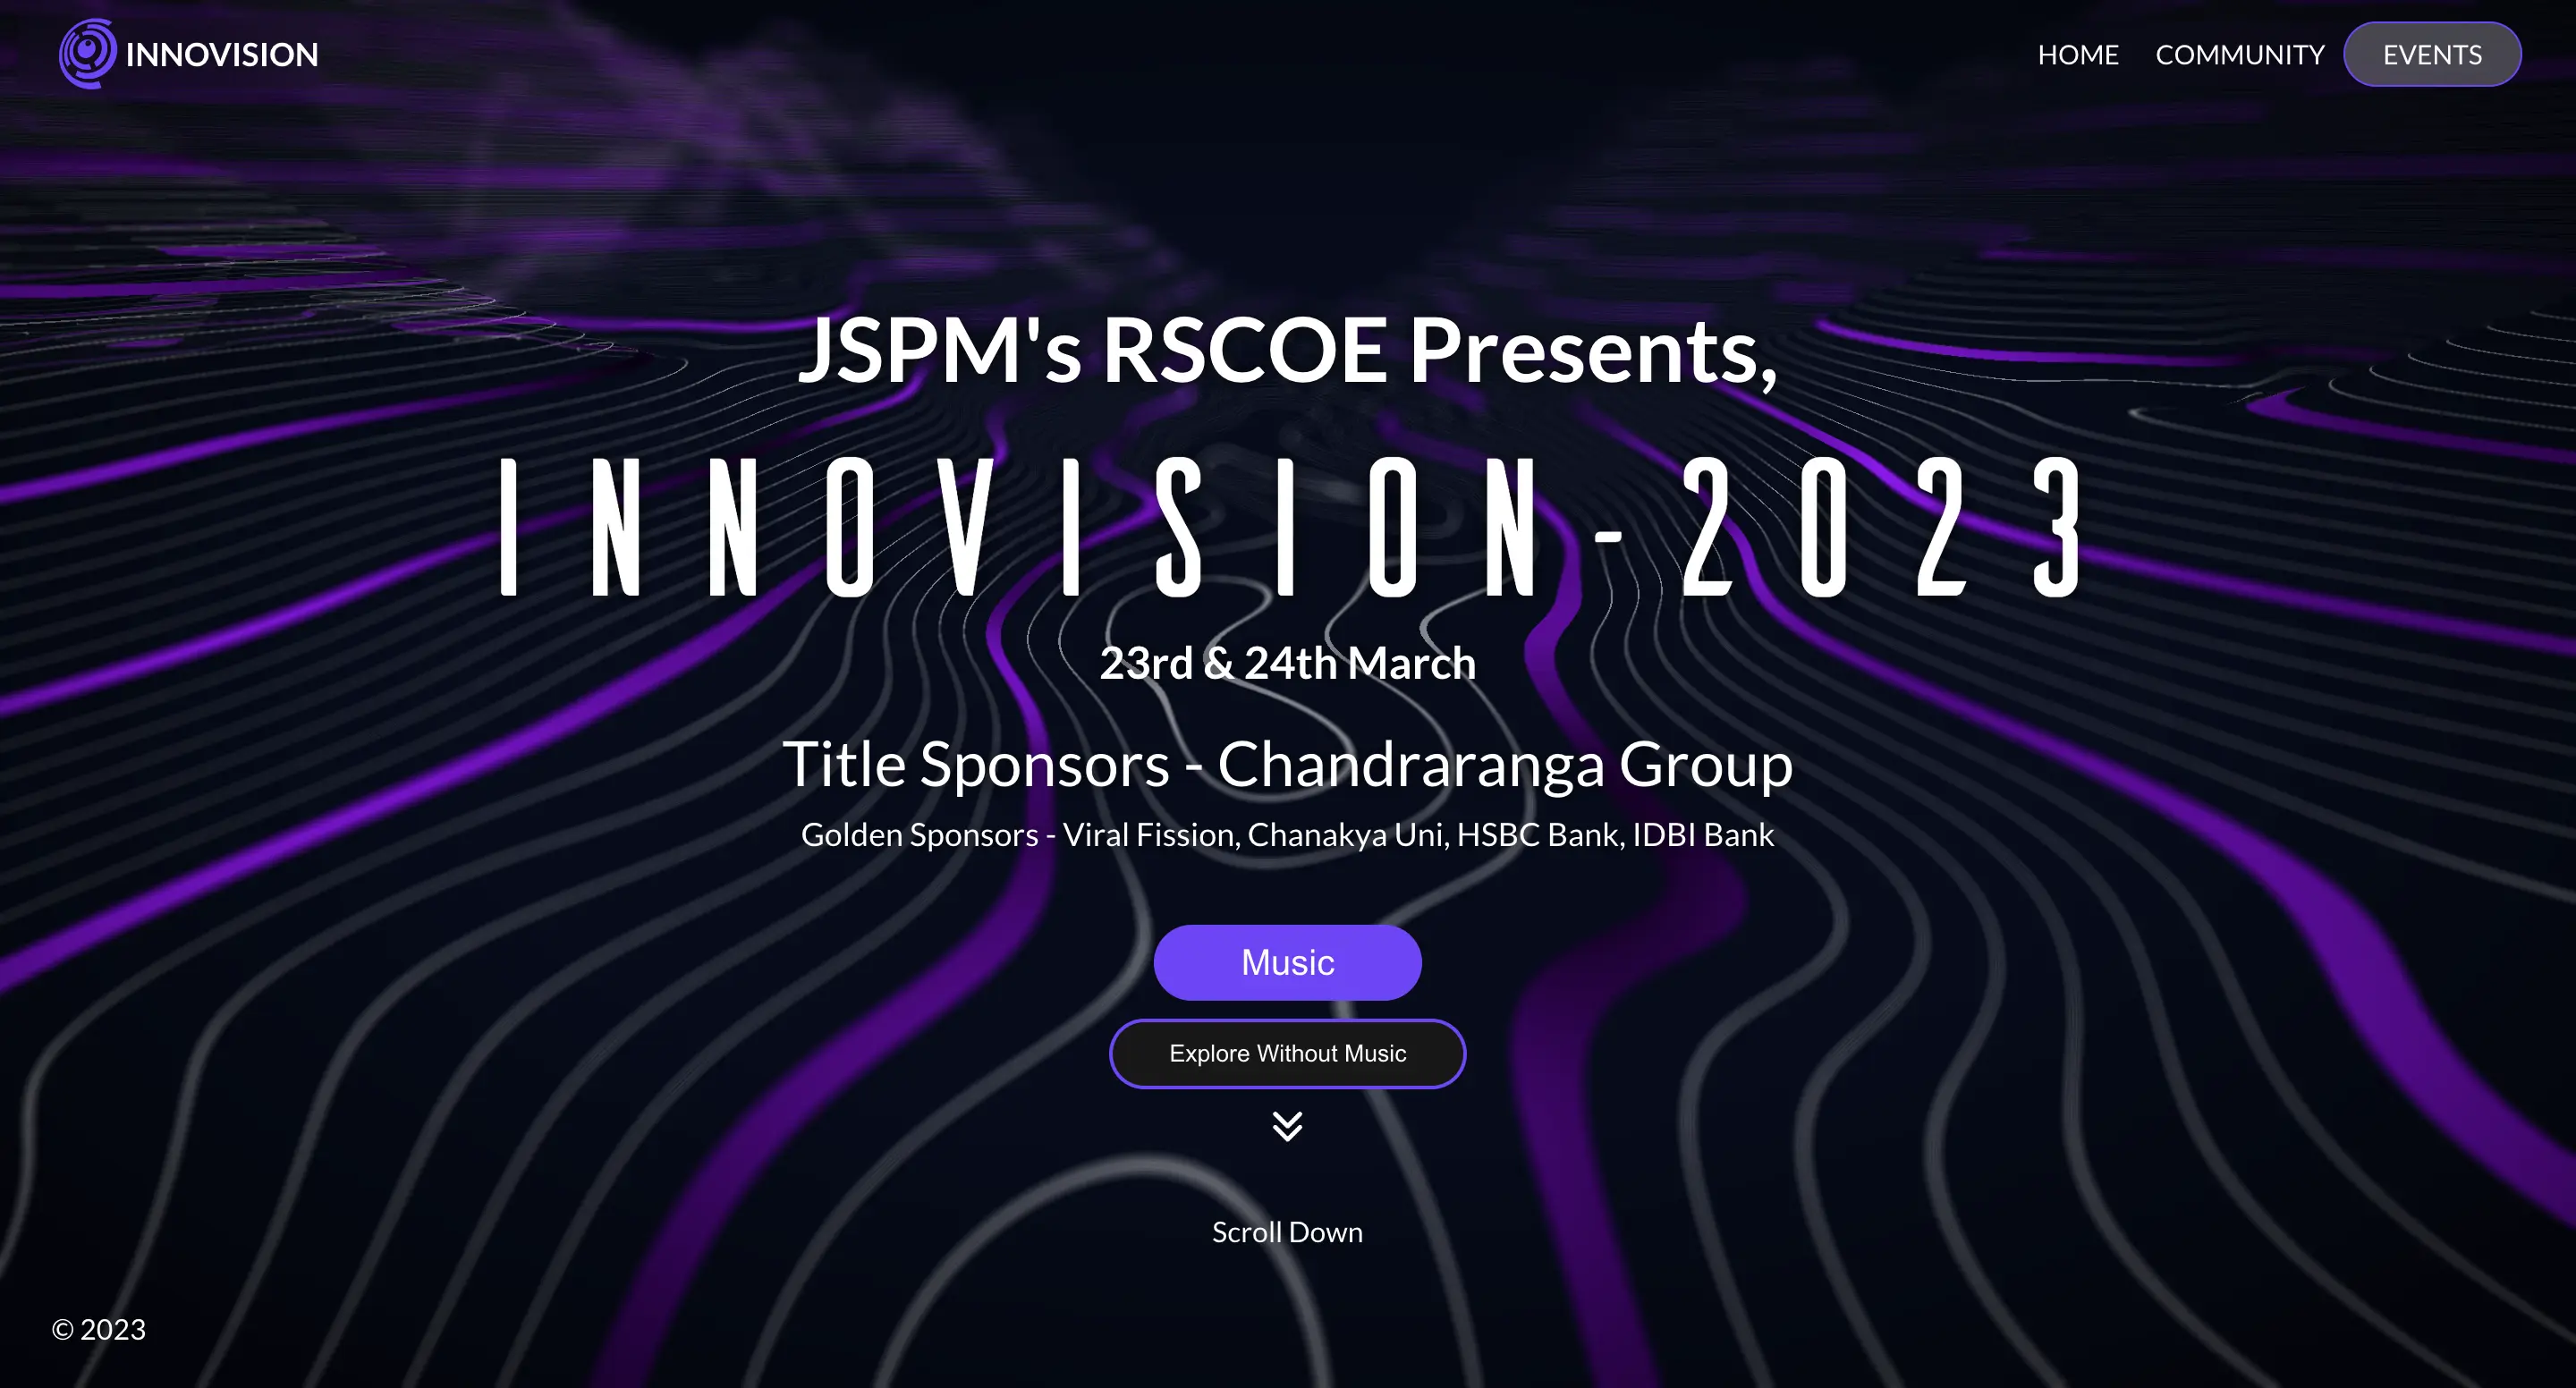 INNOVISION
HOME COMMUNITY EVENTS
JSPM's RSCOE Presents,
INNOVISION-2023
23rd & 24th March
Title Sponsors - Chandraranga Group
Golden Sponsors - Viral Fission, Chanakya Uni, HSBC Bank, IDBI Bank
Music
Explore Without Music
Scroll Down
© 2023